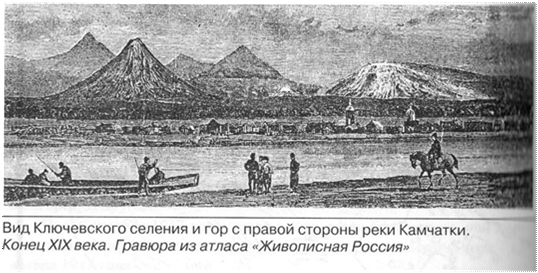 Вид Ключевского селения и гор с правой стороны реки Камчатки.
Конец XIX века. Гравюра из атласа «Живописная Россия»